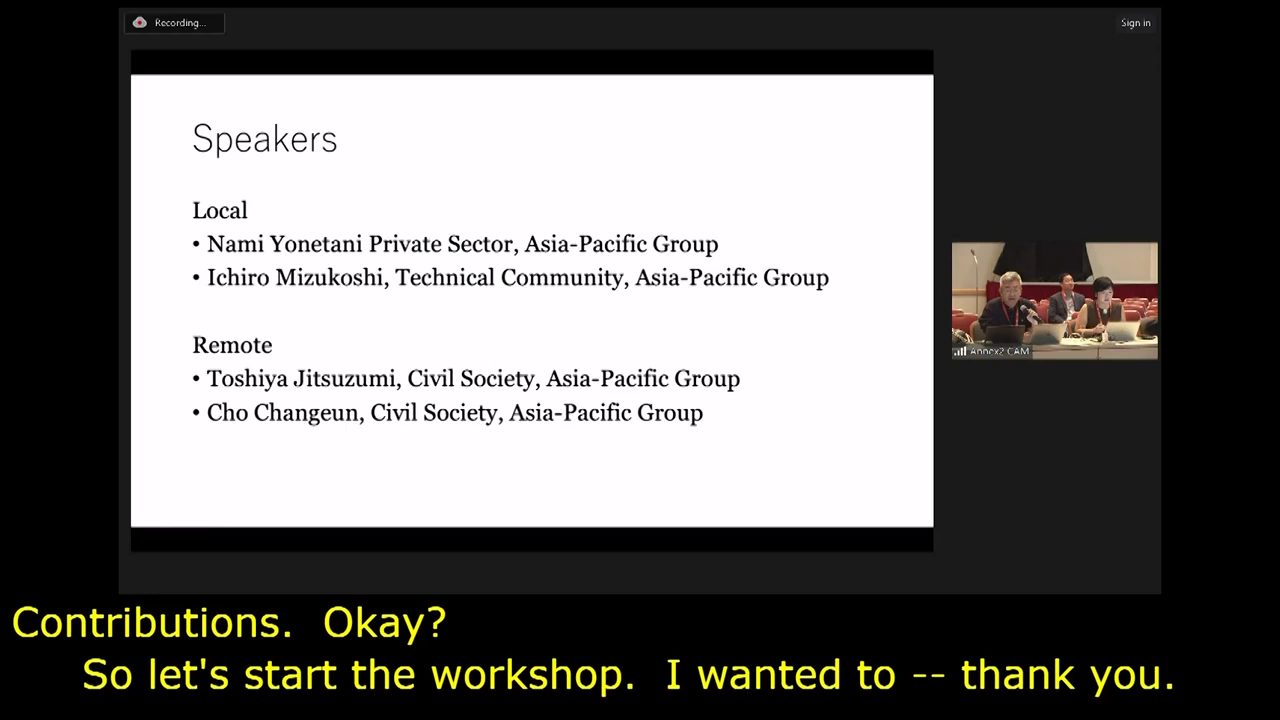 Recording...
Sign in
Speakers
Local
• Nami Yonetani Private Sector, Asia-Pacific Group
• Ichiro Mizukoshi, Technical Community, Asia-Pacific Group
Remote
• Toshiya Jitsuzumi, Civil Society, Asia-Pacific Group
• Cho Changeun, Civil Society, Asia-Pacific Group
Annex2 CAM
Contributions.  Okay?
So let's start the workshop.  I wanted to -- thank you.